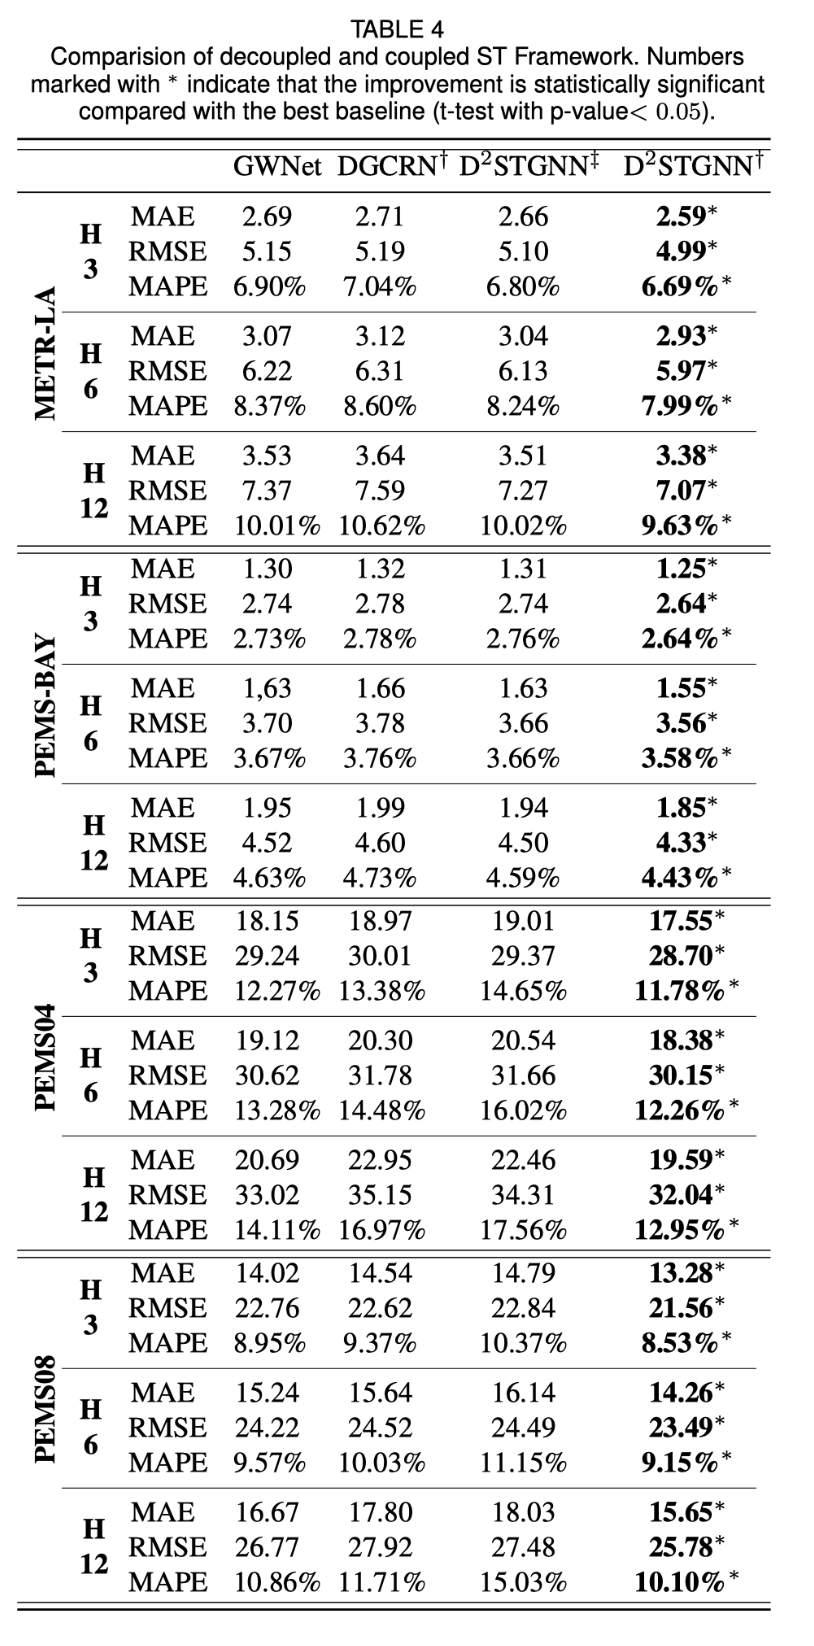 TABLE 4
Comparision of decoupled and coupled ST Framework. Numbers
marked with * indicate that the improvement is statistically significant
compared with the best baseline (t-test with p-value< 0.05).
GWNet DGCRN† D²STGNN‡ D²STGNN†
METR-LA
H 3
MAE 2.69 2.71 2.66 2.59*
RMSE 5.15 5.19 5.10 4.99*
MAPE 6.90% 7.04% 6.80% 6.69%*
H 6
MAE 3.07 3.12 3.04 2.93*
RMSE 6.22 6.31 6.13 5.97*
MAPE 8.37% 8.60% 8.24% 7.99%*
H 12
MAE 3.53 3.64 3.51 3.38*
RMSE 7.37 7.59 7.27 7.07*
MAPE 10.01% 10.62% 10.02% 9.63%*
PEMS-BAY
H 3
MAE 1.30 1.32 1.31 1.25*
RMSE 2.74 2.78 2.74 2.64*
MAPE 2.73% 2.78% 2.76% 2.64%*
H 6
MAE 1,63 1.66 1.63 1.55*
RMSE 3.70 3.78 3.66 3.56*
MAPE 3.67% 3.76% 3.66% 3.58%*
H 12
MAE 1.95 1.99 1.94 1.85*
RMSE 4.52 4.60 4.50 4.33*
MAPE 4.63% 4.73% 4.59% 4.43%*
PEMS04
H 3
MAE 18.15 18.97 19.01 17.55*
RMSE 29.24 30.01 29.37 28.70*
MAPE 12.27% 13.38% 14.65% 11.78%*
H 6
MAE 19.12 20.30 20.54 18.38*
RMSE 30.62 31.78 31.66 30.15*
MAPE 13.28% 14.48% 16.02% 12.26%*
H 12
MAE 20.69 22.95 22.46 19.59*
RMSE 33.02 35.15 34.31 32.04*
MAPE 14.11% 16.97% 17.56% 12.95%*
PEMS08
H 3
MAE 14.02 14.54 14.79 13.28*
RMSE 22.76 22.62 22.84 21.56*
MAPE 8.95% 9.37% 10.37% 8.53%*
H 6
MAE 15.24 15.64 16.14 14.26*
RMSE 24.22 24.52 24.49 23.49*
MAPE 9.57% 10.03% 11.15% 9.15%*
H 12
MAE 16.67 17.80 18.03 15.65*
RMSE 26.77 27.92 27.48 25.78*
MAPE 10.86% 11.71% 15.03% 10.10%*